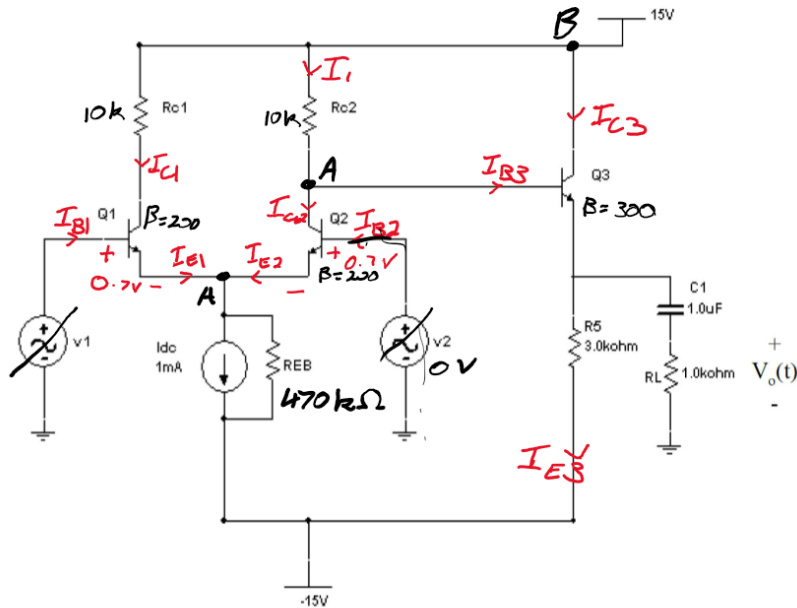 B
15V
I1
10k
Rc1
10k
Rc2
IC3
IC1
A
IB3
Q3
IB1
Q1
β=200
IC2
Q2
IB2
β=300
+
0.7V -
IE1
IE2
+
0.7V
-
β=200
A
C1
1.0uF
+
v1
Idc
1mA
REB
+
v2
0V
R5
3.0kohm
RL
1.0kohm
+
Vo(t)
-
470kΩ
IE3
-15V